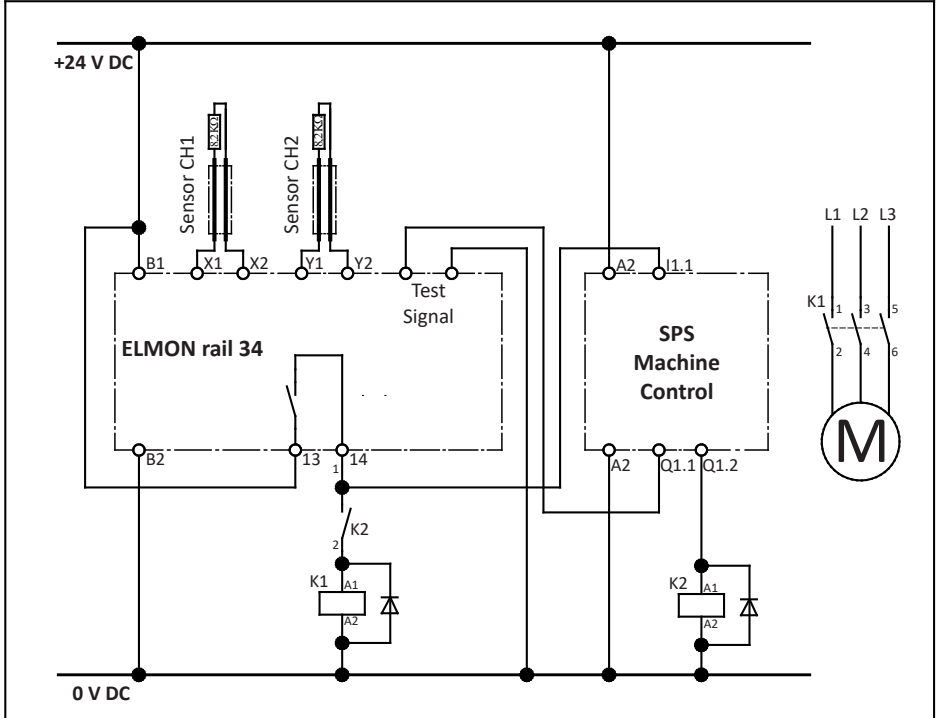 +24 V DC
Sensor CH1
8,2 KΩ
Sensor CH2
8,2 KΩ
L1 L2 L3
B1 X1 X2 Y1 Y2
Test
Signal
A2 I1.1
K1 1 3 5
2 4 6
ELMON rail 34
SPS
Machine
Control
M
B2 13 14
A2 Q1.1 Q1.2
1
K2
2
K1 A1
A2
K2 A1
A2
0 V DC